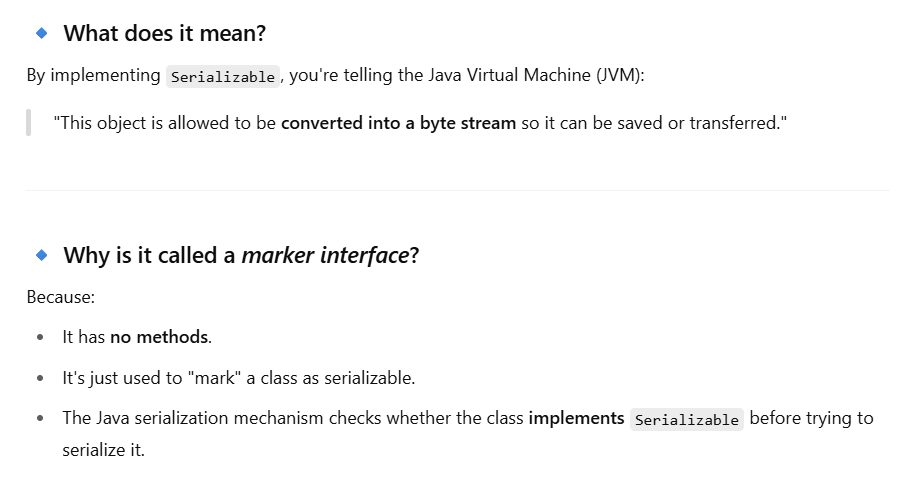 What does it mean?
By implementing Serializable, you're telling the Java Virtual Machine (JVM):
"This object is allowed to be converted into a byte stream so it can be saved or transferred."
Why is it called a marker interface?
Because:
It has no methods.
It's just used to "mark" a class as serializable.
The Java serialization mechanism checks whether the class implements Serializable before trying to
serialize it.